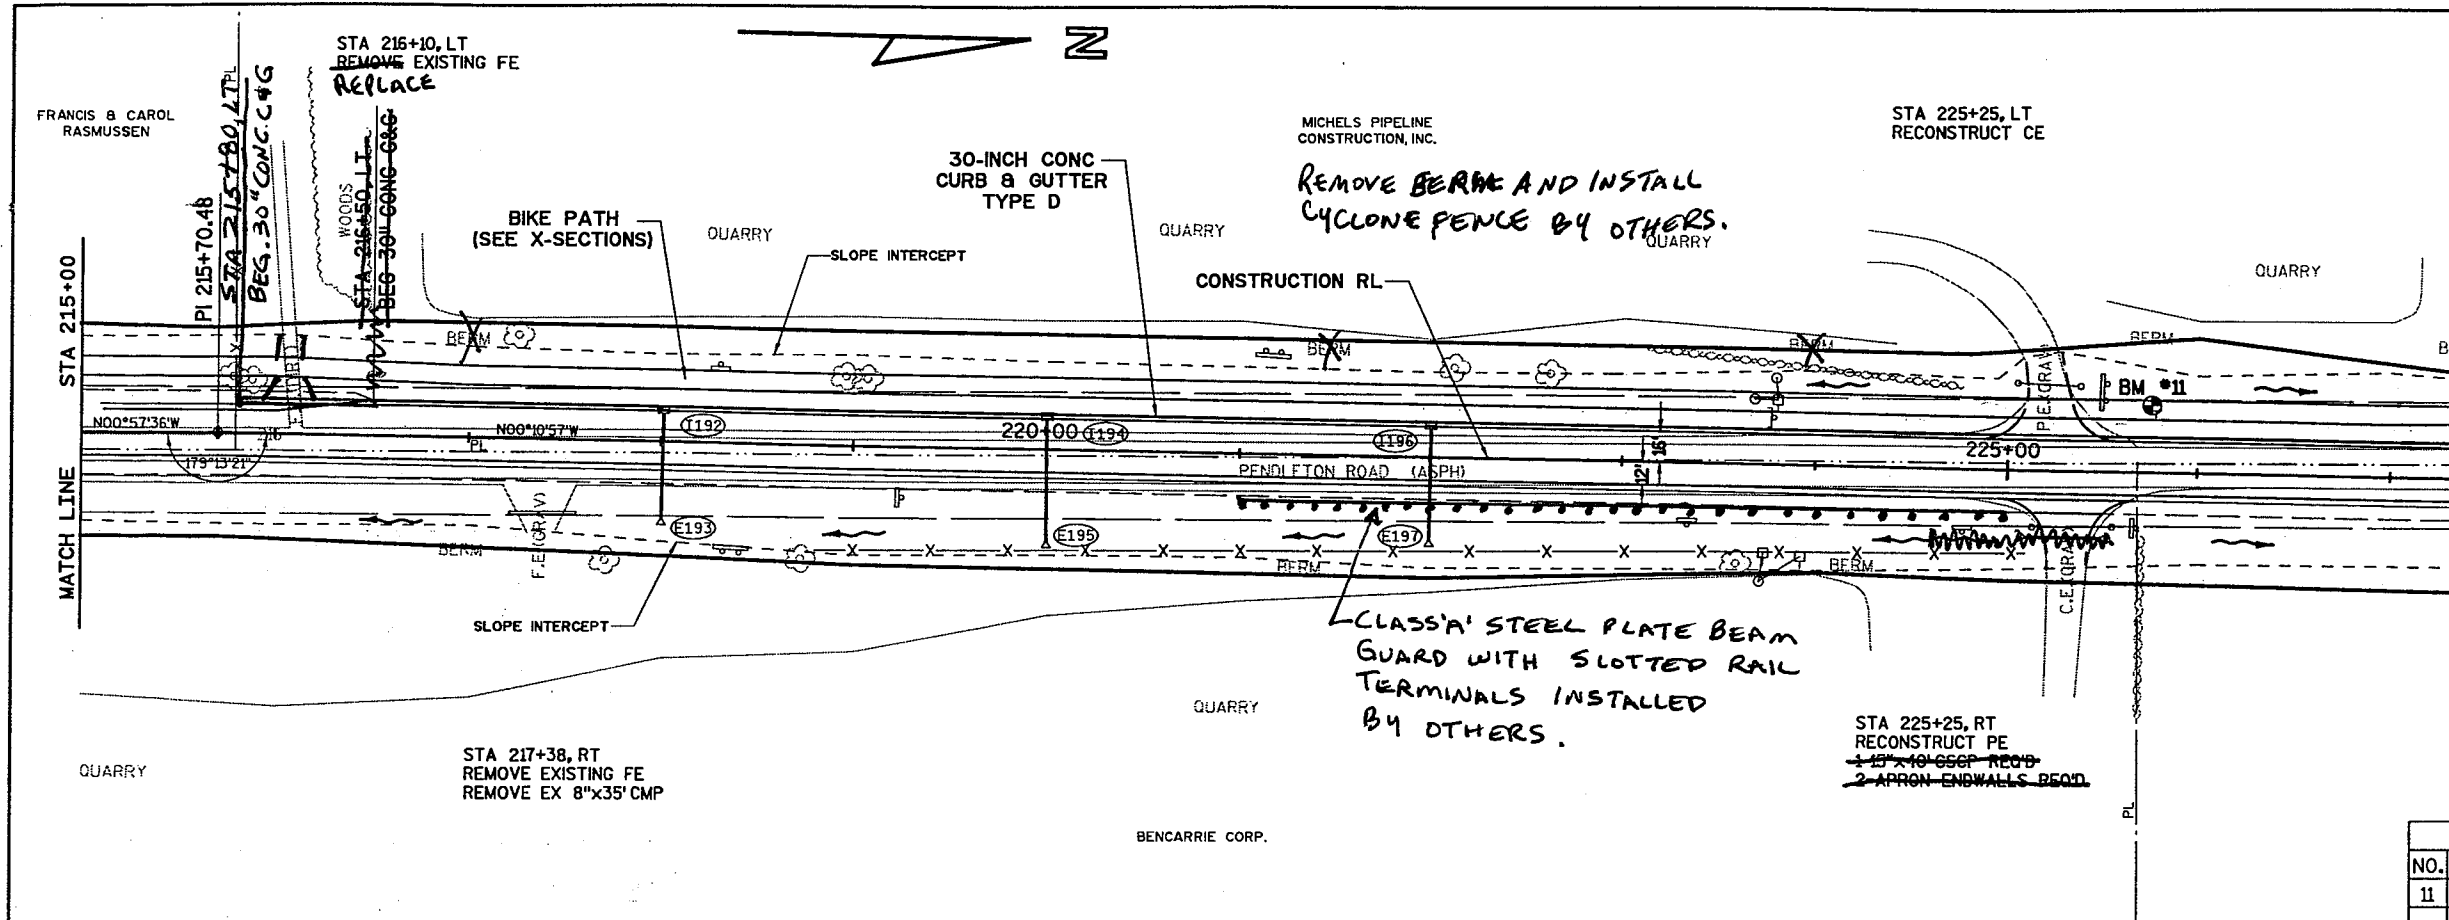 STA 216+10, LT
REMOVE EXISTING FE
REPLACE
N
FRANCIS & CAROL
RASMUSSEN
PL
STA 215+80, LT
BEG. 30" CONC. C&G
PI 215+70.48
WOODS
STA 216+50, LT
BEG 30" CONC C&G
BIKE PATH
(SEE X-SECTIONS)
QUARRY
SLOPE INTERCEPT
30-INCH CONC
CURB & GUTTER
TYPE D
MICHELS PIPELINE
CONSTRUCTION, INC.
REMOVE BERM AND INSTALL
CYCLONE FENCE BY OTHERS.
QUARRY
QUARRY
CONSTRUCTION RL
STA 225+25, LT
RECONSTRUCT CE
QUARRY
MATCH LINE STA 215+00
BERM
BERM
BERM
BERM
B
P.E.(GRAV)
BM #11
N00°57'36"W
216
179°13'21"
PL
N00°10'57"W
I192
220+00
I194
I196
16'
12'
PENDLETON ROAD (ASPH)
225+00
F.E.(GRAV)
E193
E195
E197
BERM
BERM
BERM
C.E.(GRAV)
SLOPE INTERCEPT
CLASS 'A' STEEL PLATE BEAM
GUARD WITH SLOTTED RAIL
TERMINALS INSTALLED
BY OTHERS.
QUARRY
QUARRY
STA 217+38, RT
REMOVE EXISTING FE
REMOVE EX 8"x35' CMP
STA 225+25, RT
RECONSTRUCT PE
1-15"x40' CSCP REQ'D
2-APRON ENDWALLS REQ'D
PL
BENCARRIE CORP.
NO.
11